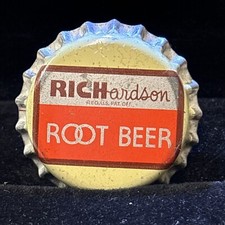 RICHardson
REG. U.S. PAT. OFF.
ROOT BEER